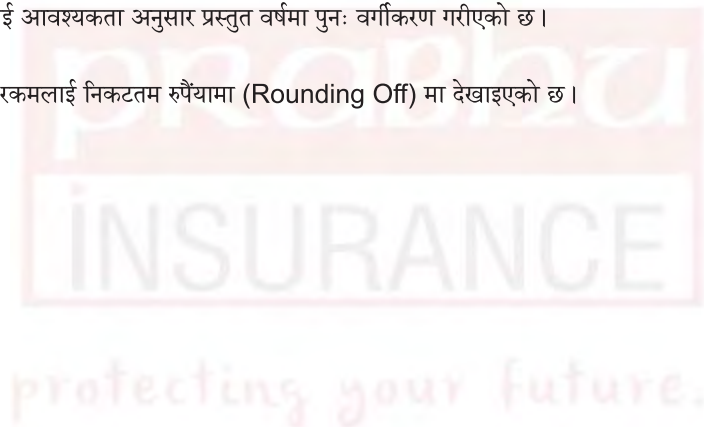 ई आवश्यकता अनुसार प्रस्तुत वर्षमा पुनः वर्गीकरण गरीएको छ।
रकमलाई निकटतम रुपैंयामा (Rounding Off) मा देखाइएको छ।
prabhu
iNSURANCE
protecting your future.